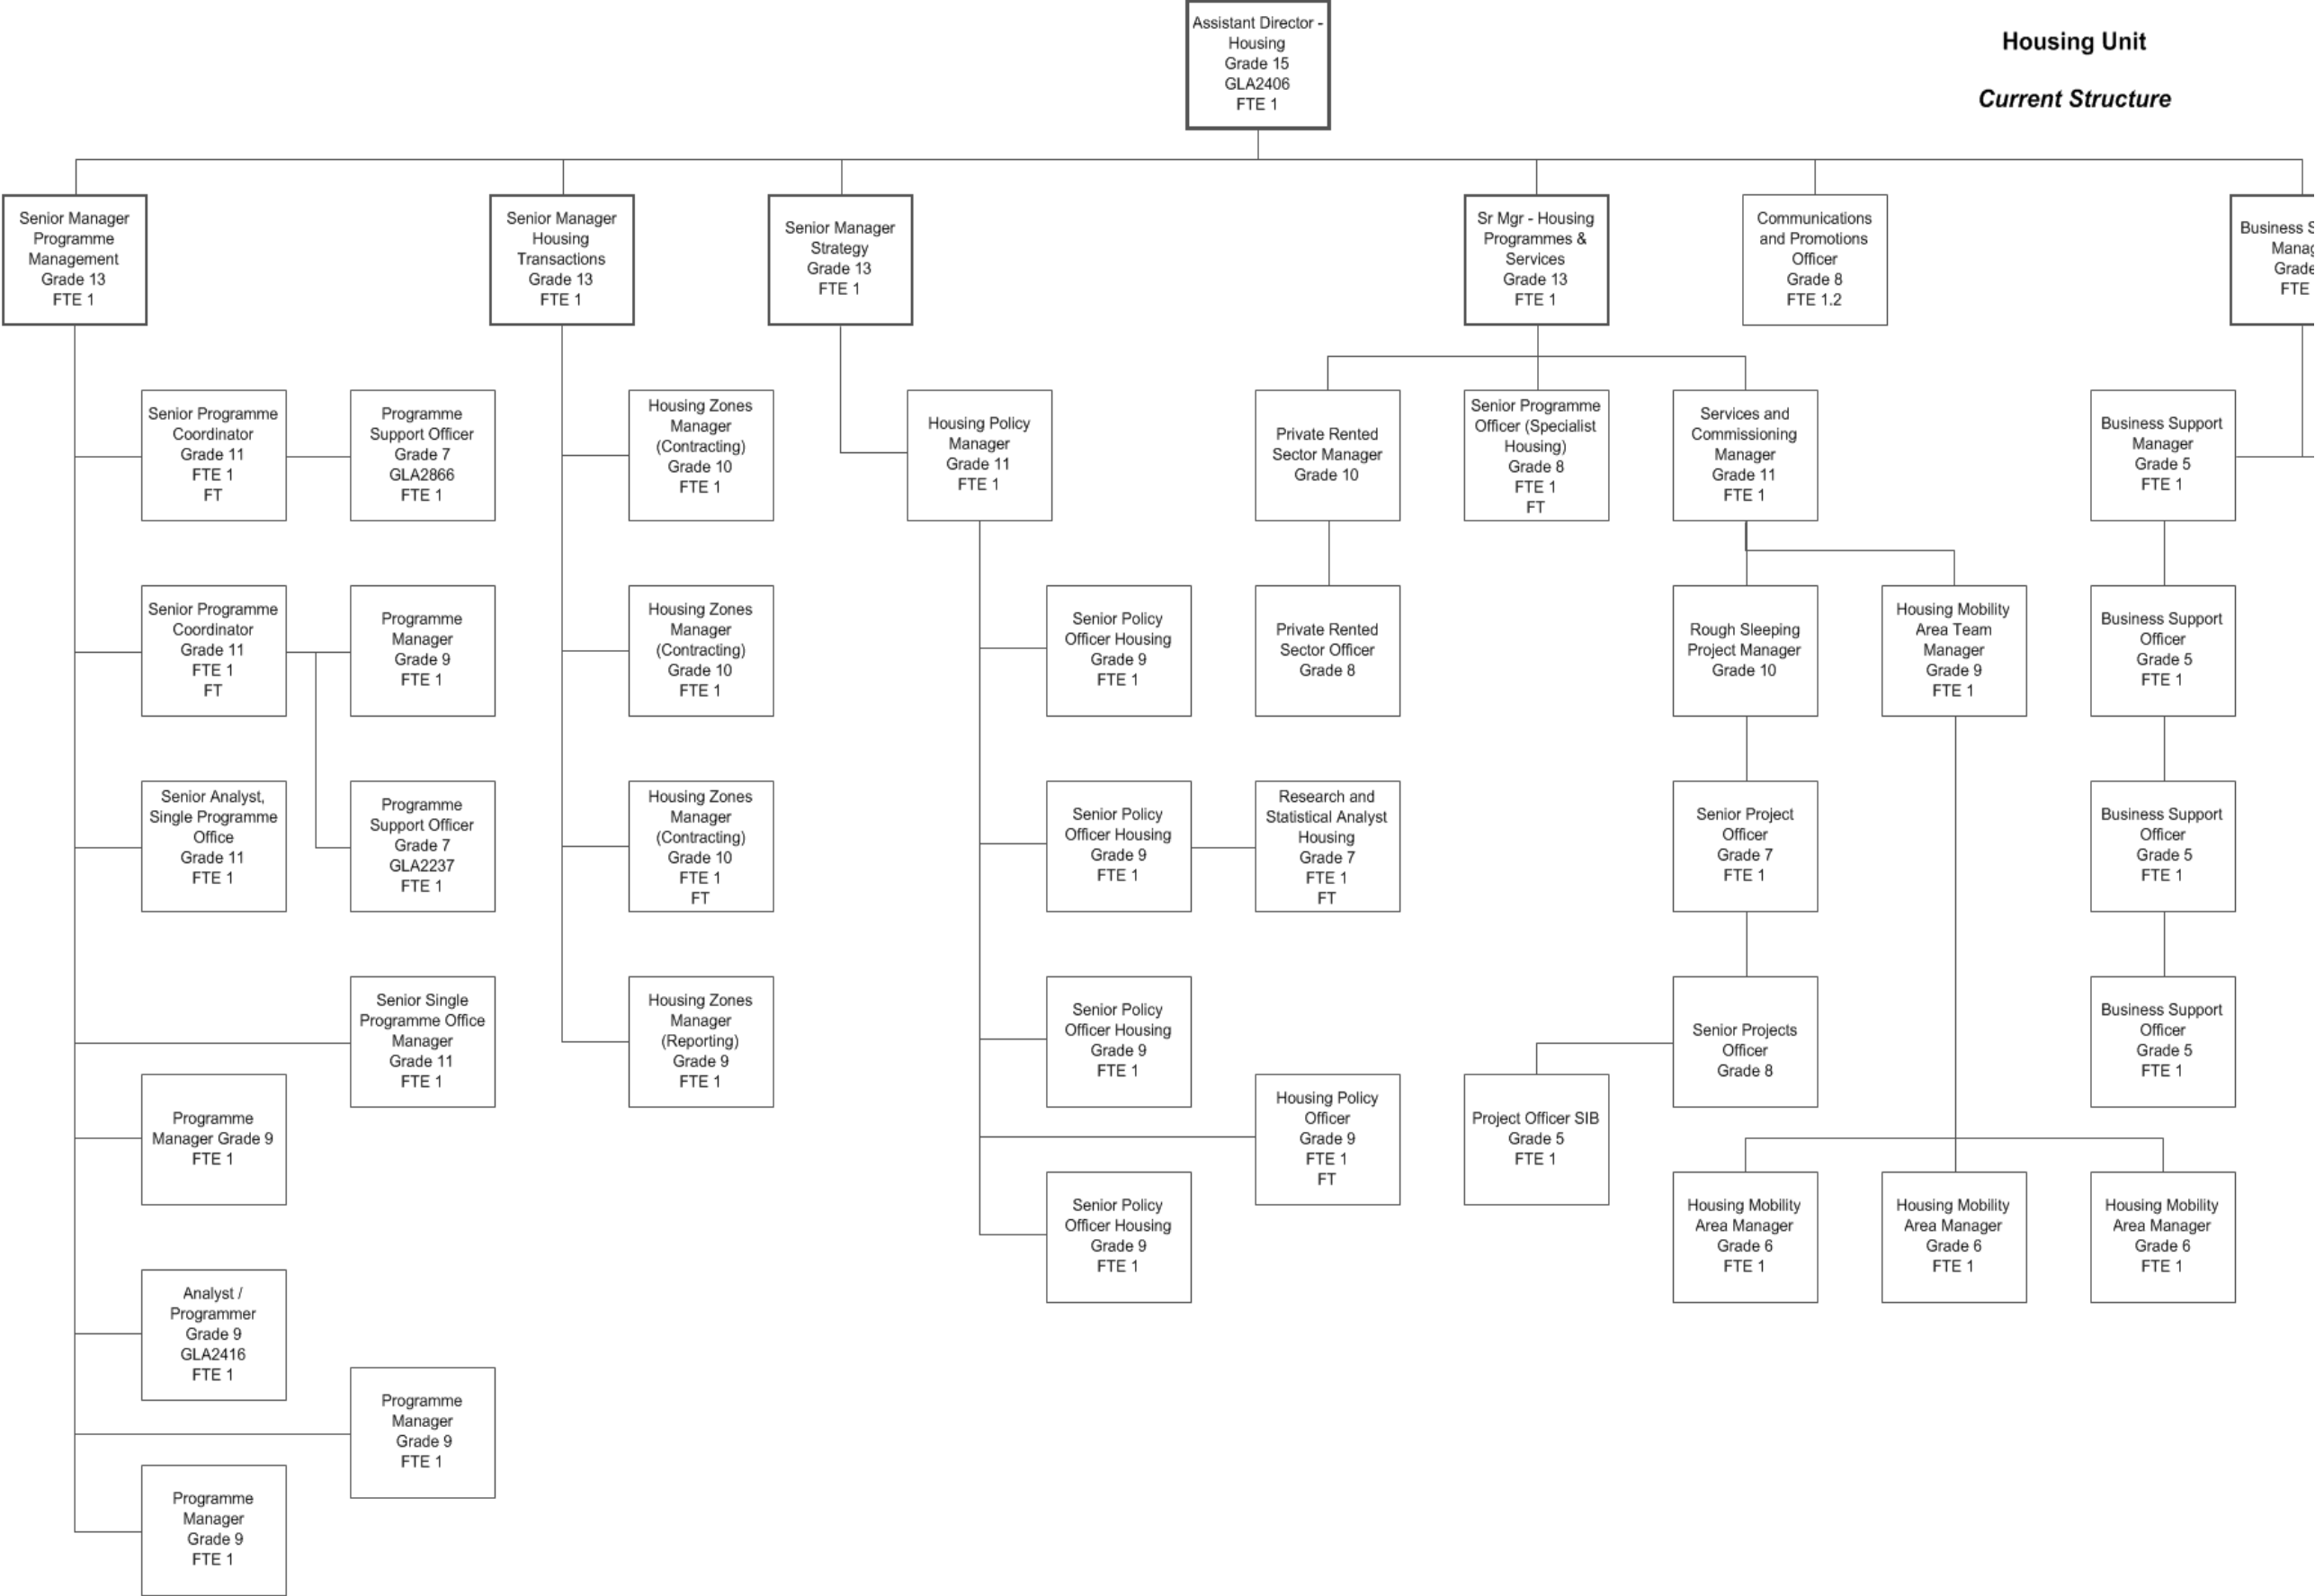 Assistant Director -
Housing
Grade 15
GLA2406
FTE 1
Housing Unit
Current Structure
Senior Manager
Programme
Management
Grade 13
FTE 1
Senior Manager
Housing
Transactions
Grade 13
FTE 1
Senior Manager
Strategy
Grade 13
FTE 1
Sr Mgr - Housing
Programmes &
Services
Grade 13
FTE 1
Communications
and Promotions
Officer
Grade 8
FTE 1.2
Business S
Manag
Grade
FTE
Senior Programme
Coordinator
Grade 11
FTE 1
FT
Programme
Support Officer
Grade 7
GLA2866
FTE 1
Housing Zones
Manager
(Contracting)
Grade 10
FTE 1
Housing Policy
Manager
Grade 11
FTE 1
Private Rented
Sector Manager
Grade 10
Senior Programme
Officer (Specialist
Housing)
Grade 8
FTE 1
FT
Services and
Commissioning
Manager
Grade 11
FTE 1
Business Support
Manager
Grade 5
FTE 1
Senior Programme
Coordinator
Grade 11
FTE 1
FT
Programme
Manager
Grade 9
FTE 1
Housing Zones
Manager
(Contracting)
Grade 10
FTE 1
Senior Policy
Officer Housing
Grade 9
FTE 1
Private Rented
Sector Officer
Grade 8
Rough Sleeping
Project Manager
Grade 10
Housing Mobility
Area Team
Manager
Grade 9
FTE 1
Business Support
Officer
Grade 5
FTE 1
Senior Analyst,
Single Programme
Office
Grade 11
FTE 1
Programme
Support Officer
Grade 7
GLA2237
FTE 1
Housing Zones
Manager
(Contracting)
Grade 10
FTE 1
FT
Senior Policy
Officer Housing
Grade 9
FTE 1
Research and
Statistical Analyst
Housing
Grade 7
FTE 1
FT
Senior Project
Officer
Grade 7
FTE 1
Business Support
Officer
Grade 5
FTE 1
Senior Single
Programme Office
Manager
Grade 11
FTE 1
Housing Zones
Manager
(Reporting)
Grade 9
FTE 1
Senior Policy
Officer Housing
Grade 9
FTE 1
Senior Projects
Officer
Grade 8
Business Support
Officer
Grade 5
FTE 1
Programme
Manager Grade 9
FTE 1
Housing Policy
Officer
Grade 9
FTE 1
FT
Project Officer SIB
Grade 5
FTE 1
Senior Policy
Officer Housing
Grade 9
FTE 1
Housing Mobility
Area Manager
Grade 6
FTE 1
Housing Mobility
Area Manager
Grade 6
FTE 1
Housing Mobility
Area Manager
Grade 6
FTE 1
Analyst /
Programmer
Grade 9
GLA2416
FTE 1
Programme
Manager
Grade 9
FTE 1
Programme
Manager
Grade 9
FTE 1